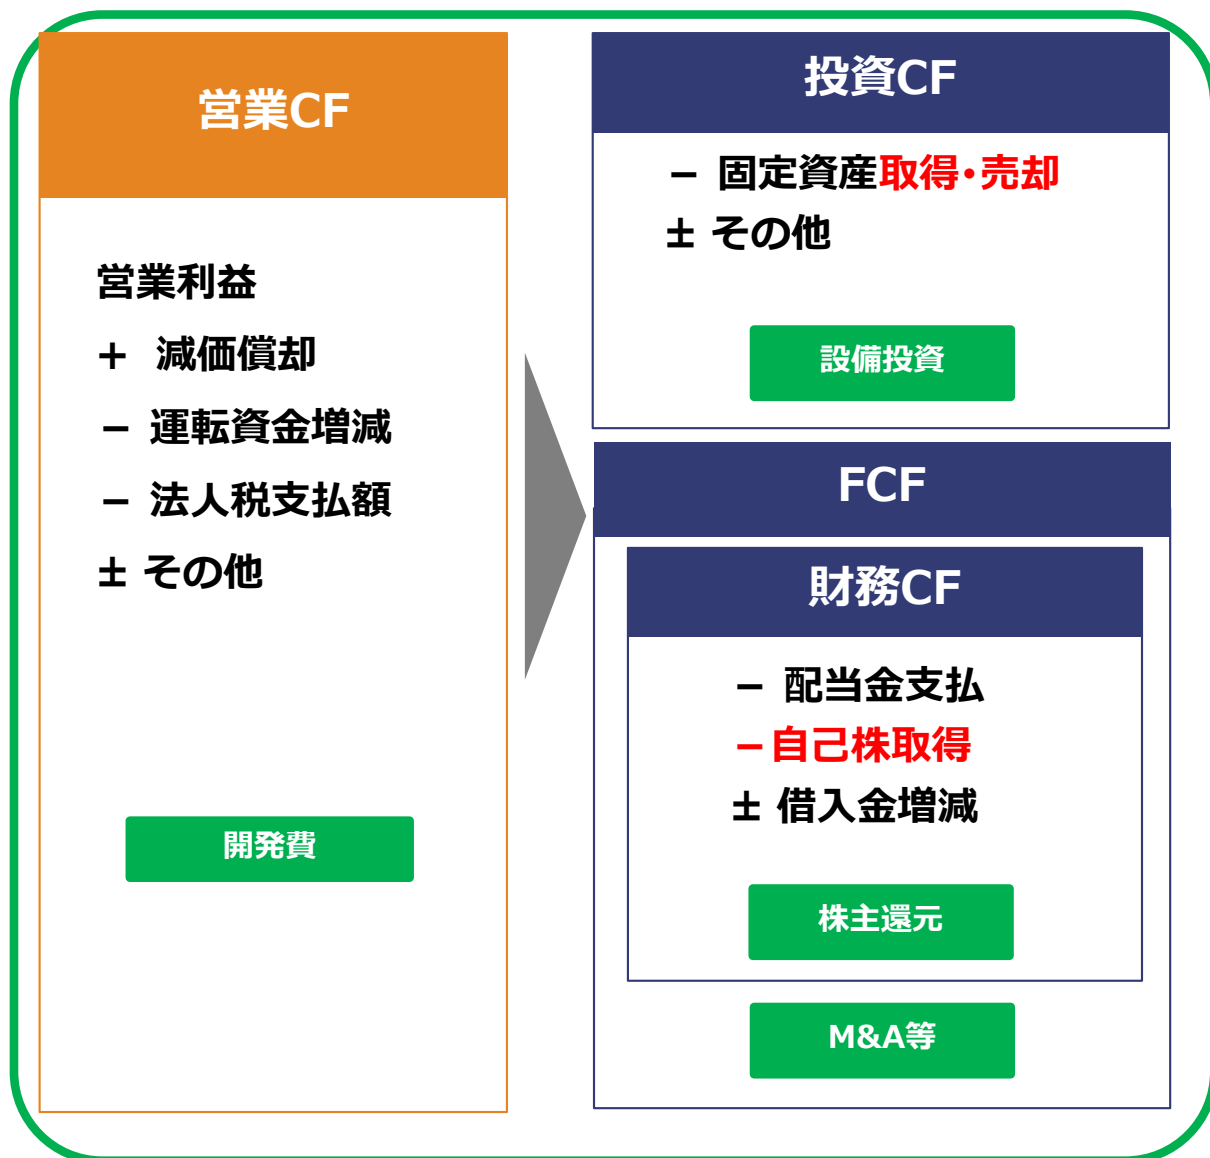 営業CF
営業利益
+ 減価償却
− 運転資金増減
− 法人税支払額
± その他
開発費
投資CF
− 固定資産取得・売却
± その他
設備投資
FCF
財務CF
− 配当金支払
−自己株取得
± 借入金増減
株主還元
M&A等